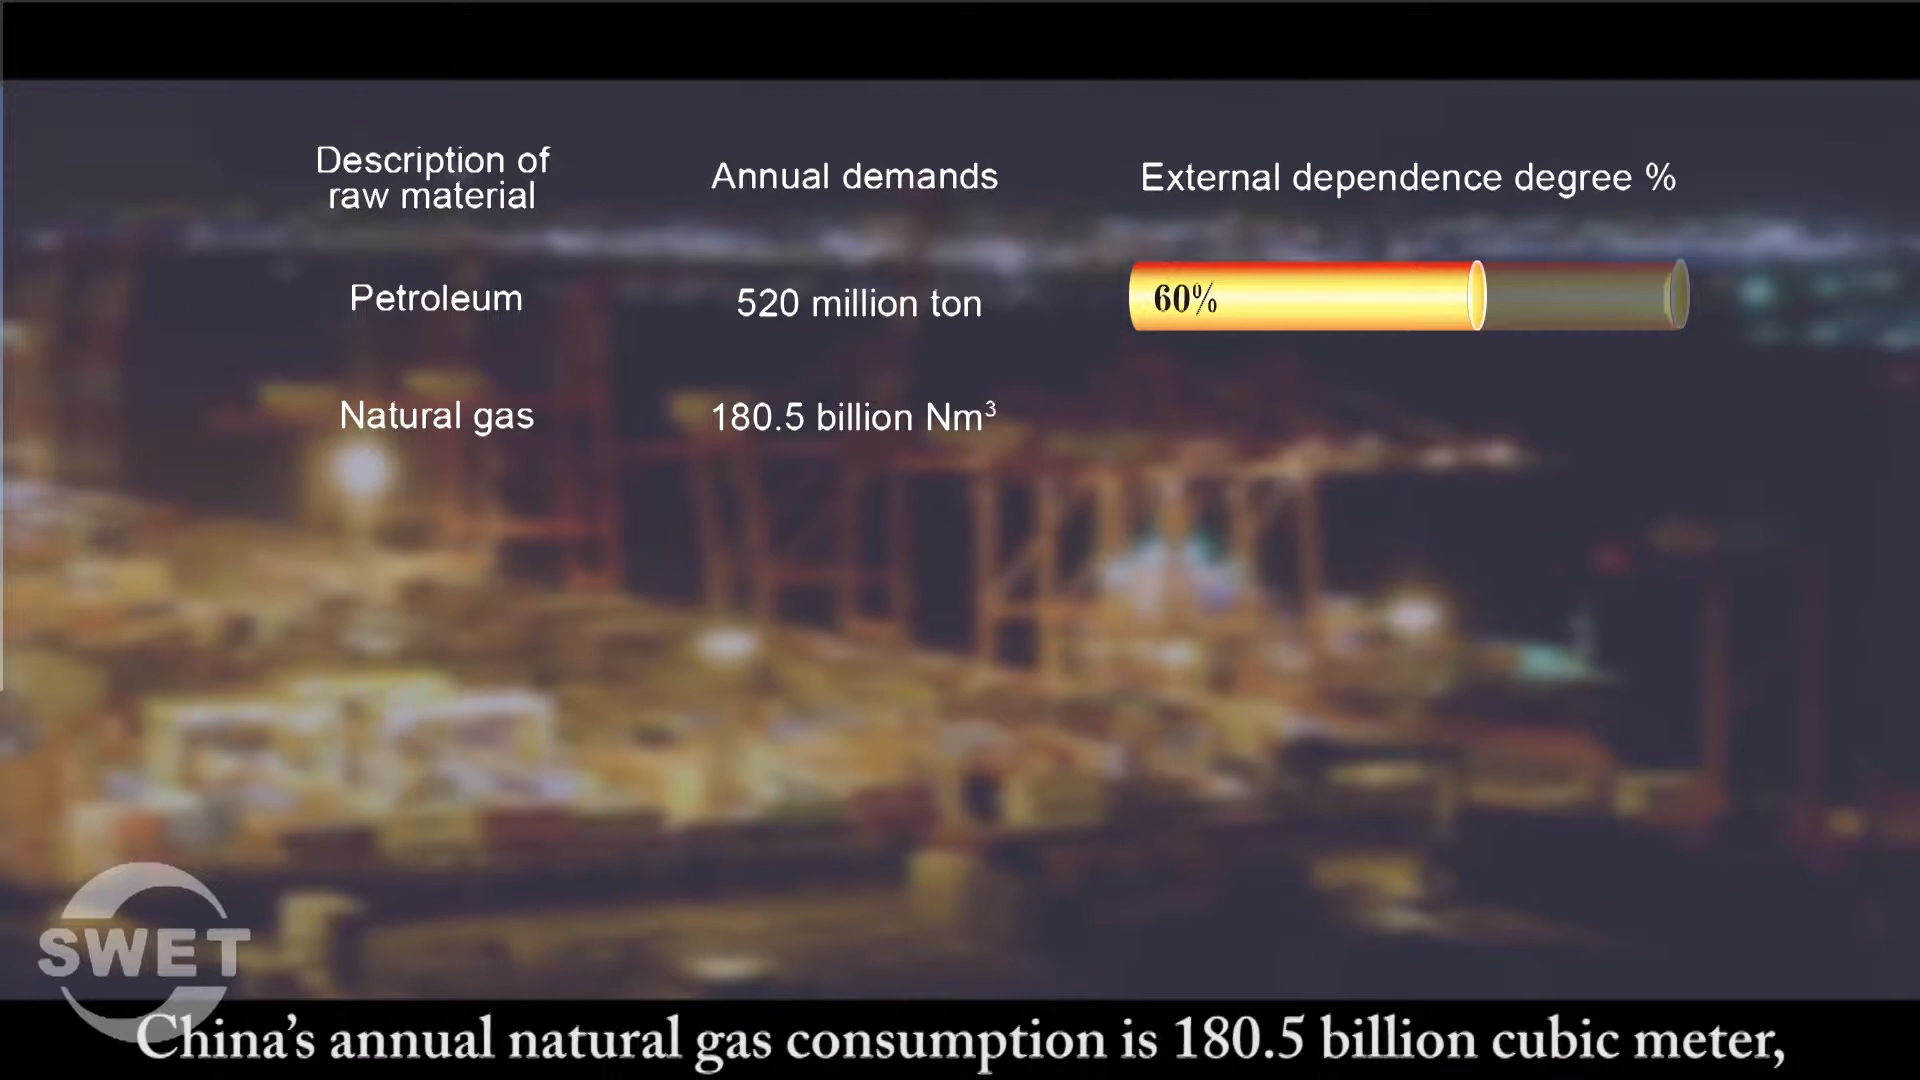 Description of
raw material
Annual demands
External dependence degree %
Petroleum
520 million ton
60%
Natural gas
180.5 billion Nm³
SWET
China’s annual natural gas consumption is 180.5 billion cubic meter,